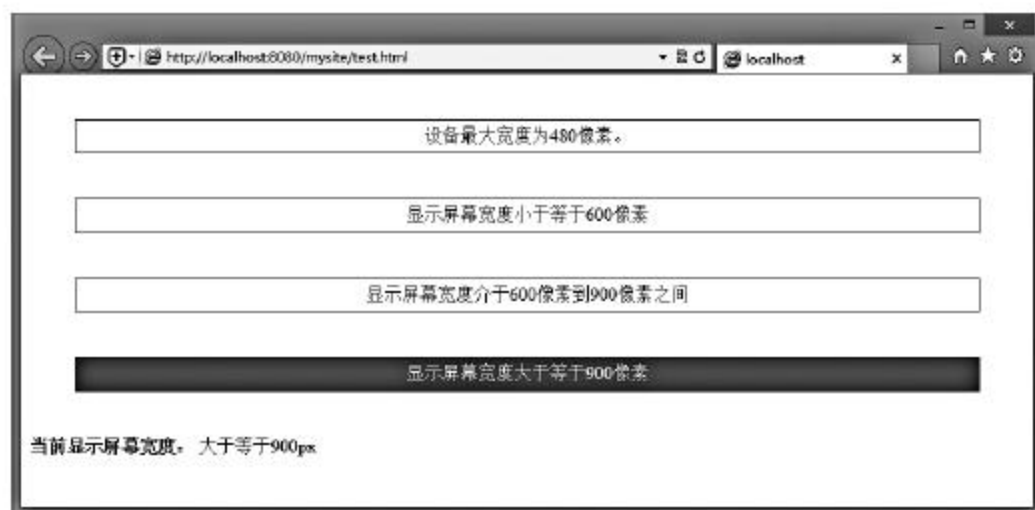 http://localhost:8080/mysite/test.html
localhost
设备最大宽度为480像素。
显示屏幕宽度小于等于600像素
显示屏幕宽度介于600像素到900像素之间
显示屏幕宽度大于等于900像素
当前显示屏幕宽度： 大于等于900px